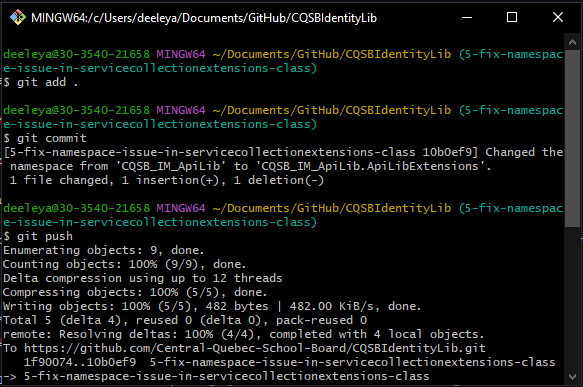 MINGW64:/c/Users/deeleya/Documents/GitHub/CQSBIdentityLib
deeleya@30-3540-21658 MINGW64 ~/Documents/GitHub/CQSBIdentityLib (5-fix-namespac
e-issue-in-servicecollectionextensions-class)
$ git add .
deeleya@30-3540-21658 MINGW64 ~/Documents/GitHub/CQSBIdentityLib (5-fix-namespac
e-issue-in-servicecollectionextensions-class)
$ git commit
[5-fix-namespace-issue-in-servicecollectionextensions-class 10b0ef9] Changed the
namespace from 'CQSB_IM_ApiLib' to 'CQSB_IM_ApiLib.ApiLibExtensions'.
1 file changed, 1 insertion(+), 1 deletion(-)
deeleya@30-3540-21658 MINGW64 ~/Documents/GitHub/CQSBIdentityLib (5-fix-namespac
e-issue-in-servicecollectionextensions-class)
$ git push
Enumerating objects: 9, done.
Counting objects: 100% (9/9), done.
Delta compression using up to 12 threads
Compressing objects: 100% (5/5), done.
Writing objects: 100% (5/5), 482 bytes | 482.00 KiB/s, done.
Total 5 (delta 4), reused 0 (delta 0), pack-reused 0
remote: Resolving deltas: 100% (4/4), completed with 4 local objects.
To https://github.com/Central-Quebec-School-Board/CQSBIdentityLib.git
1f90074..10b0ef9  5-fix-namespace-issue-in-servicecollectionextensions-class
-> 5-fix-namespace-issue-in-servicecollectionextensions-class